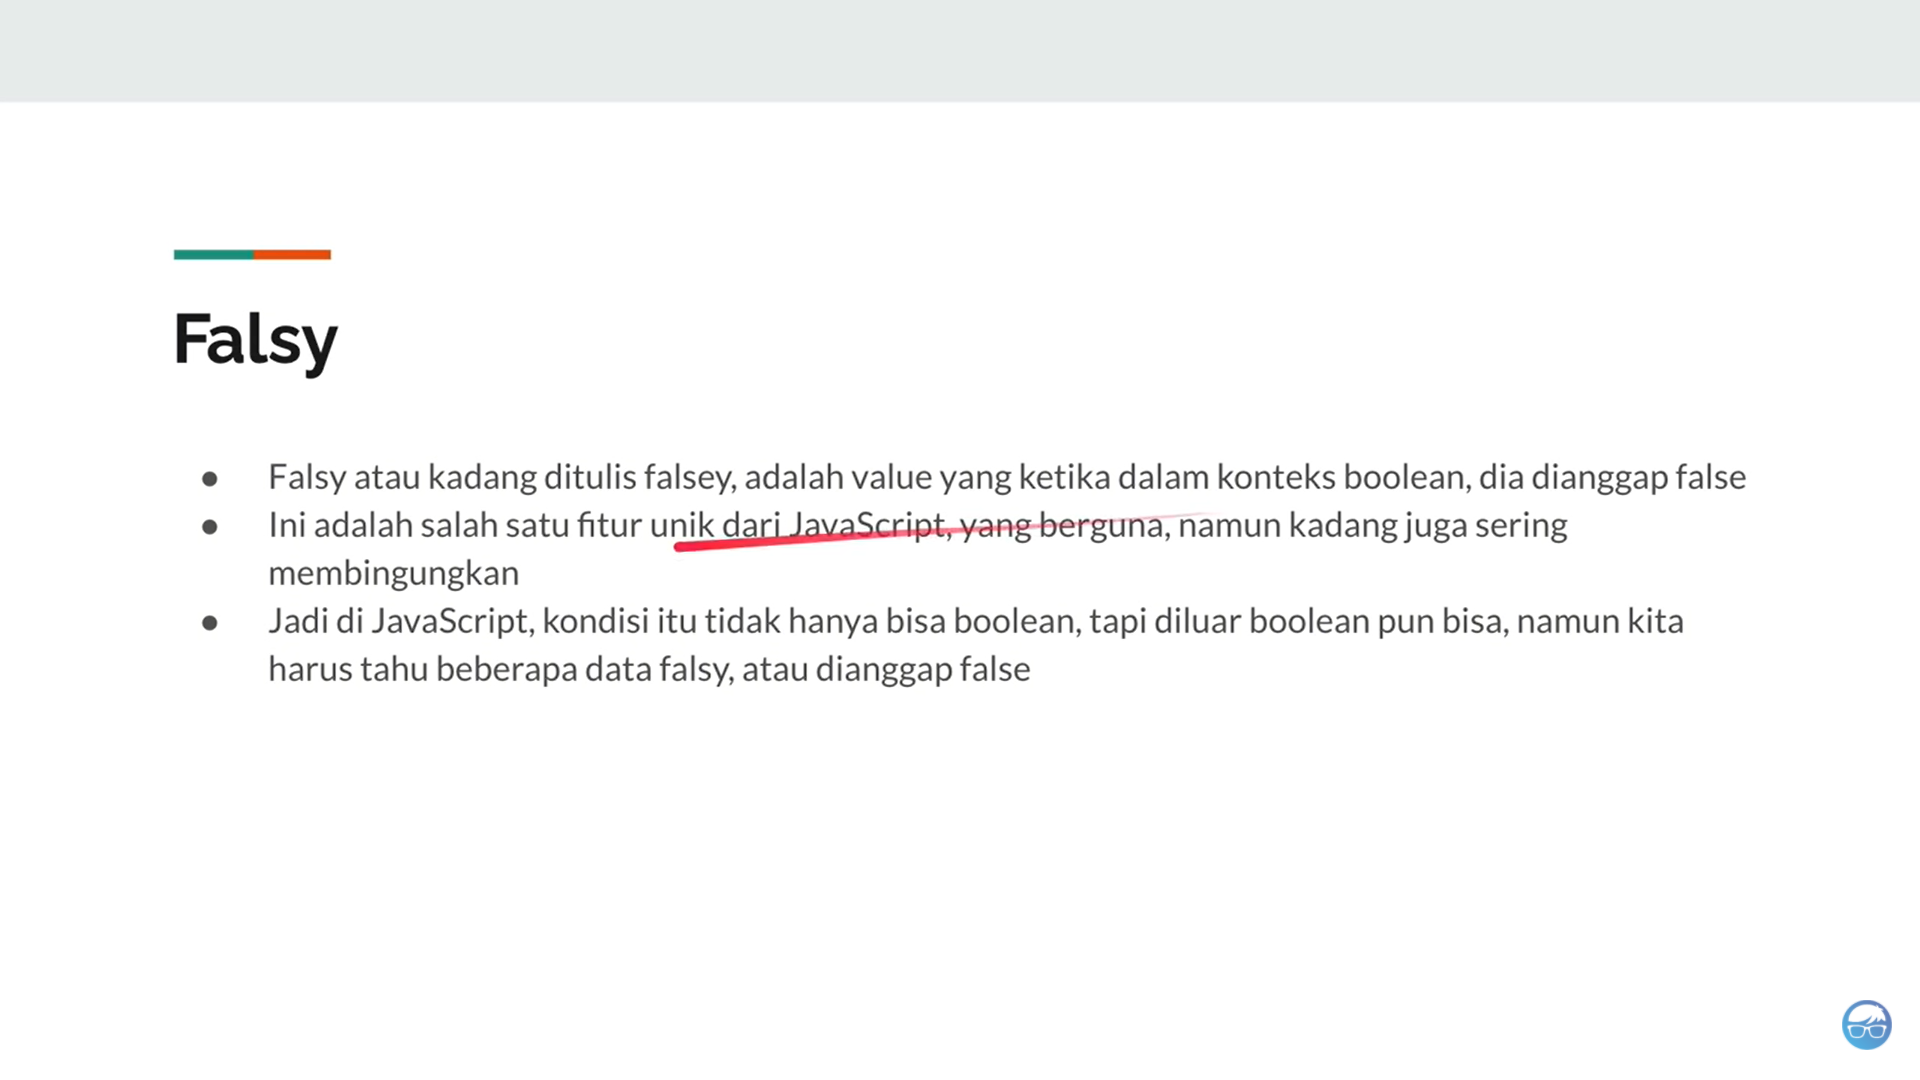 Falsy
● Falsy atau kadang ditulis falsey, adalah value yang ketika dalam konteks boolean, dia dianggap false
● Ini adalah salah satu fitur unik dari JavaScript, yang berguna, namun kadang juga sering
membingungkan
● Jadi di JavaScript, kondisi itu tidak hanya bisa boolean, tapi diluar boolean pun bisa, namun kita
harus tahu beberapa data falsy, atau dianggap false